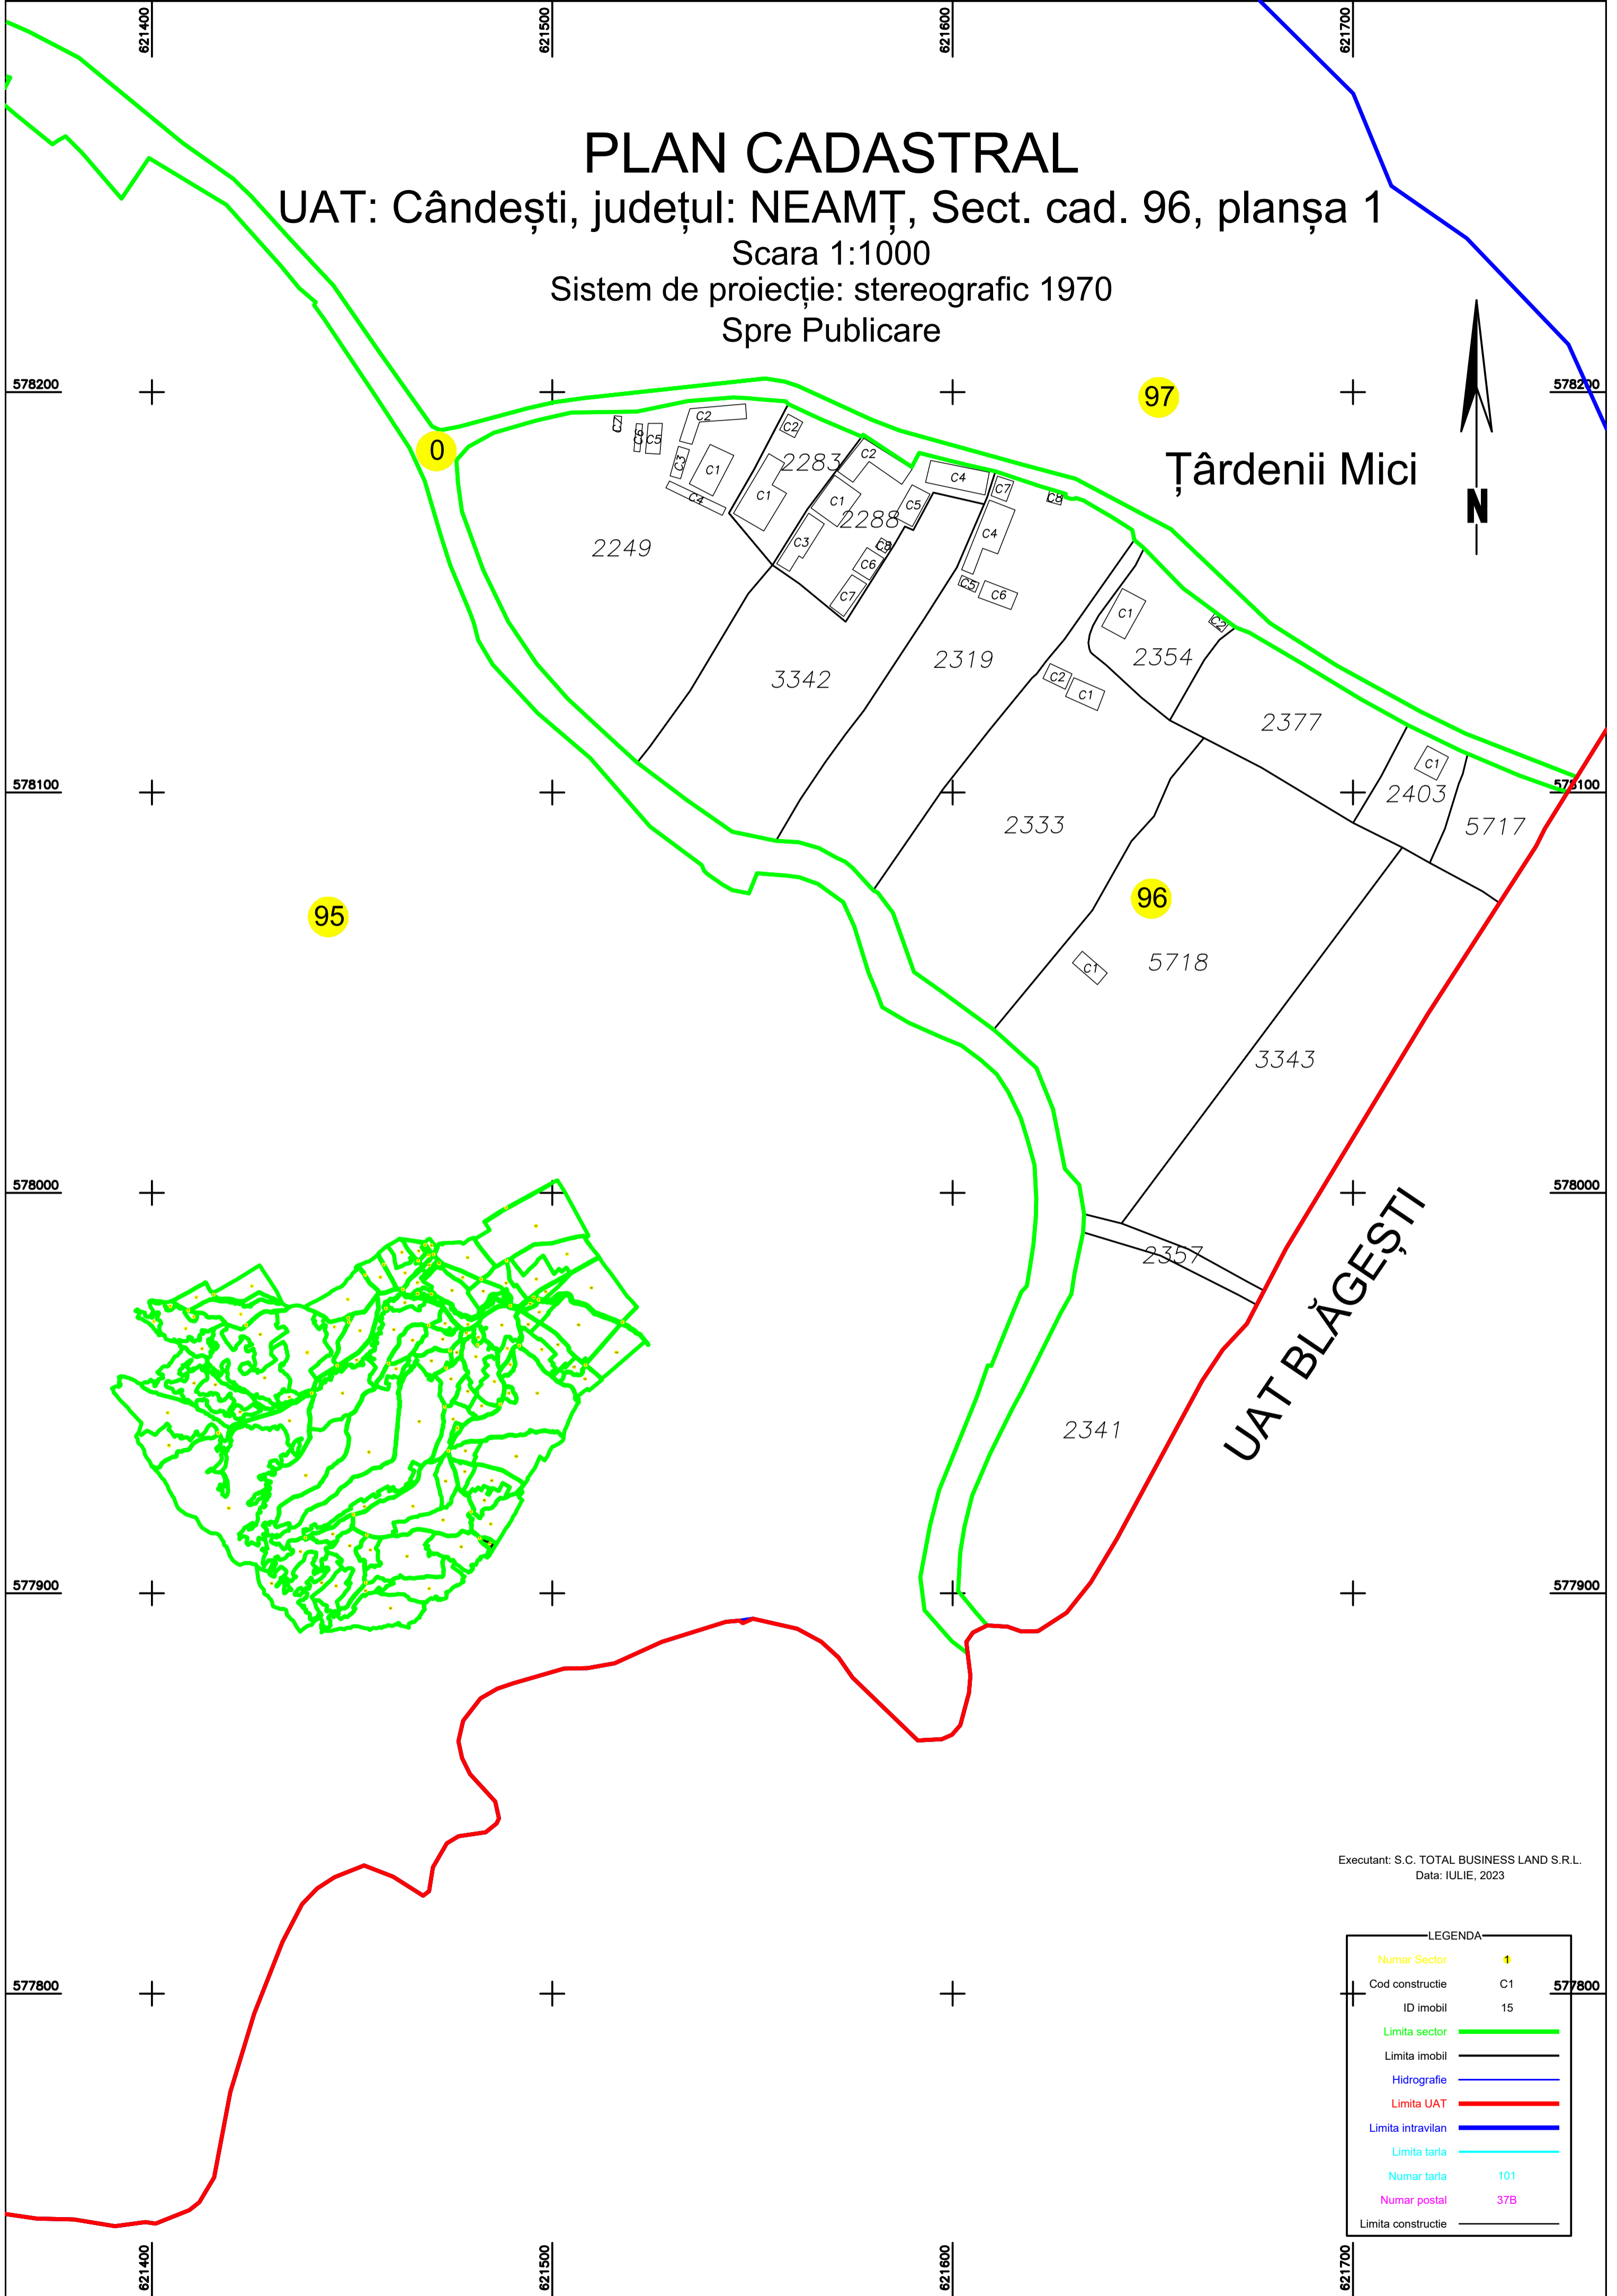 621400
621500
621600
621700
PLAN CADASTRAL
UAT: Cândești, județul: NEAMȚ, Sect. cad. 96, planșa 1
Scara 1:1000
Sistem de proiecție: stereografic 1970
Spre Publicare
578200
578200
97
0
Țârdenii Mici
N
C7
C6
C5
C2
C3
C1
C4
2249
C2
2283
C1
C2
C1
2288
C5
C3
C8
C6
C7
C4
C7
C8
C4
C5
C6
3342
2319
C1
C2
2354
C2
C1
2377
578100
578100
C1
2403
5717
2333
95
96
C1
5718
3343
578000
578000
2357
UAT BLĂGEȘTI
2341
577900
577900
Executant: S.C. TOTAL BUSINESS LAND S.R.L.
Data: IULIE, 2023
LEGENDA
Numar Sector 1
Cod constructie C1
ID imobil 15
Limita sector
Limita imobil
Hidrografie
Limita UAT
Limita intravilan
Limita tarla
Numar tarla 101
Numar postal 37B
Limita constructie
577800
577800
621400
621500
621600
621700